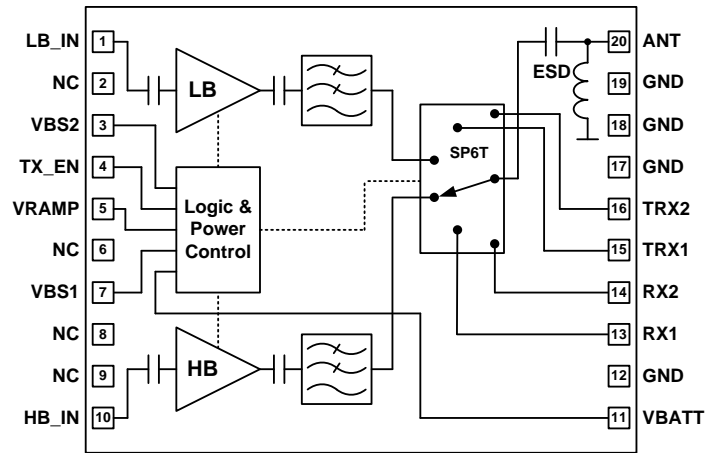 LB_IN 1
NC 2
VBS2 3
TX_EN 4
VRAMP 5
NC 6
VBS1 7
NC 8
NC 9
HB_IN 10
LB
Logic &
Power
Control
HB
SP6T
ESD
20 ANT
19 GND
18 GND
17 GND
16 TRX2
15 TRX1
14 RX2
13 RX1
12 GND
11 VBATT